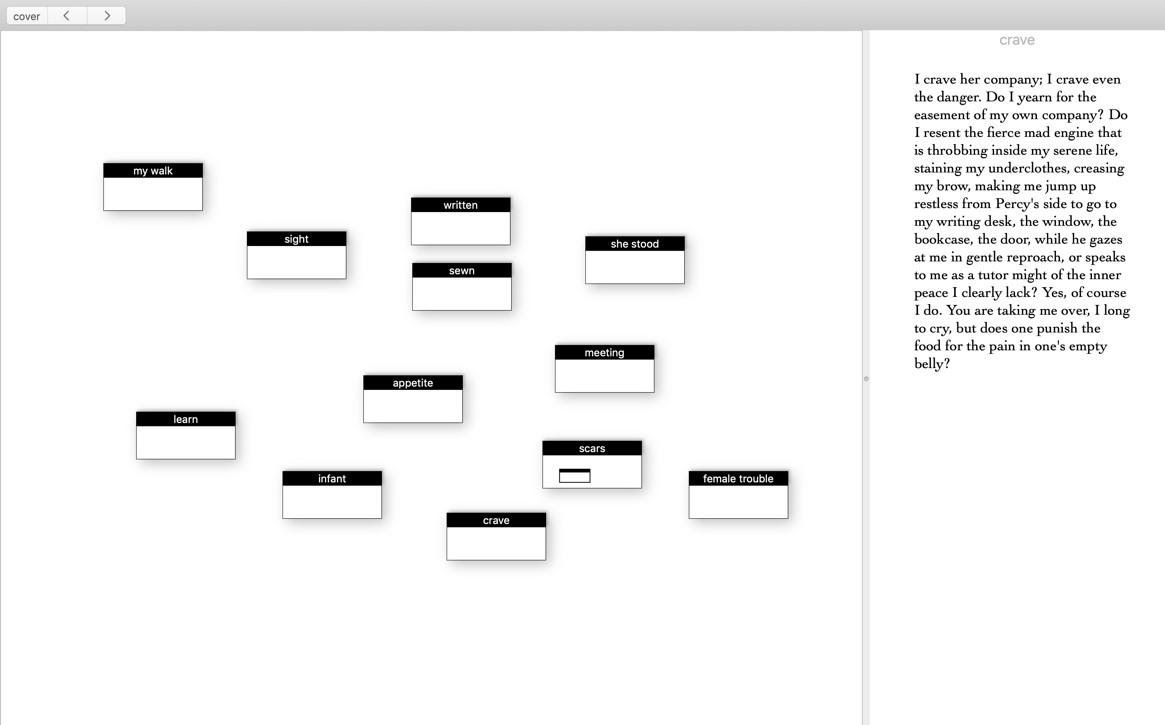 cover
crave
my walk
written
sight
she stood
sewn
meeting
appetite
learn
scars
infant
female trouble
crave
I crave her company; I crave even
the danger. Do I yearn for the
easement of my own company? Do
I resent the fierce mad engine that
is throbbing inside my serene life,
staining my underclothes, creasing
my brow, making me jump up
restless from Percy's side to go to
my writing desk, the window, the
bookcase, the door, while he gazes
at me in gentle reproach, or speaks
to me as a tutor might of the inner
peace I clearly lack? Yes, of course
I do. You are taking me over, I long
to cry, but does one punish the
food for the pain in one's empty
belly?